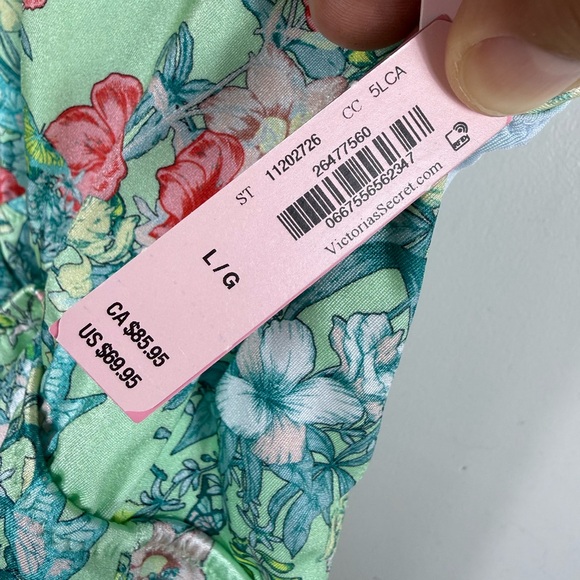 ST 11202726 CC 5LCA
26477560
0667556562347
VictoriasSecret.com
L / G
CA $85.95
US $69.95